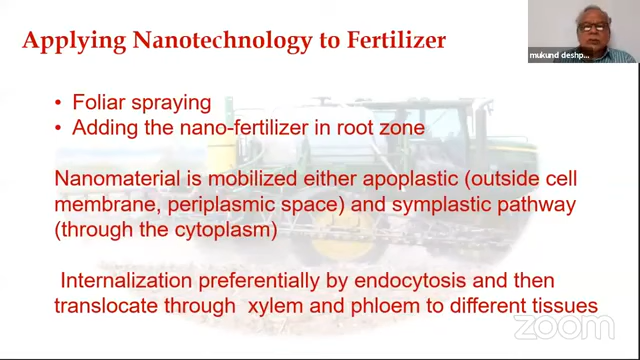 Applying Nanotechnology to Fertilizer
mukund deshp...
• Foliar spraying
• Adding the nano-fertilizer in root zone
Nanomaterial is mobilized either apoplastic (outside cell
membrane, periplasmic space) and symplastic pathway
(through the cytoplasm)
Internalization preferentially by endocytosis and then
translocate through xylem and phloem to different tissues
zoom